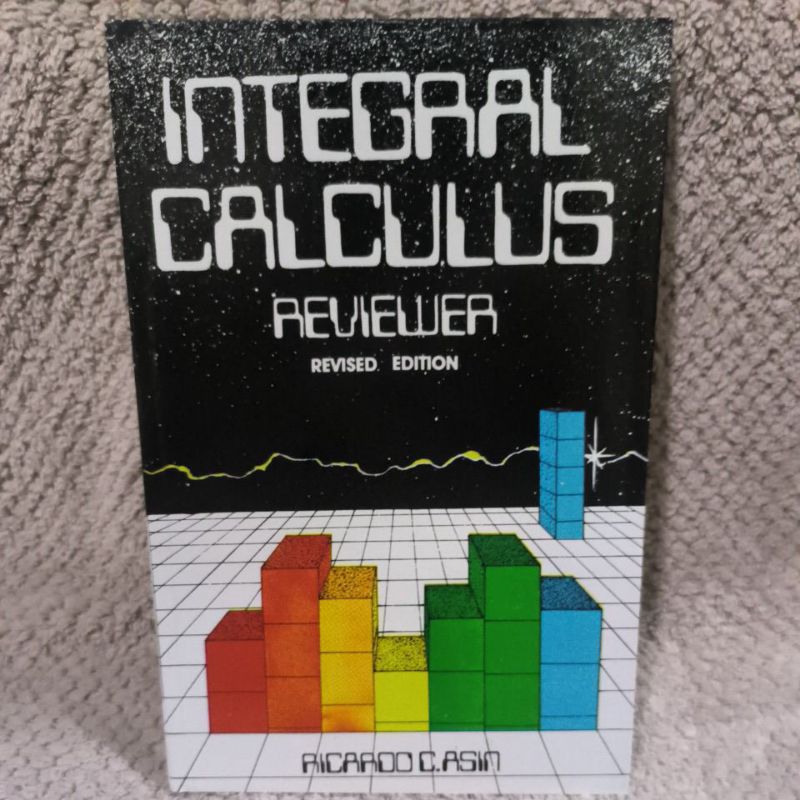 INTEGRAL
CALCULUS
REVIEWER
REVISED EDITION
RICARDO C. ASIN